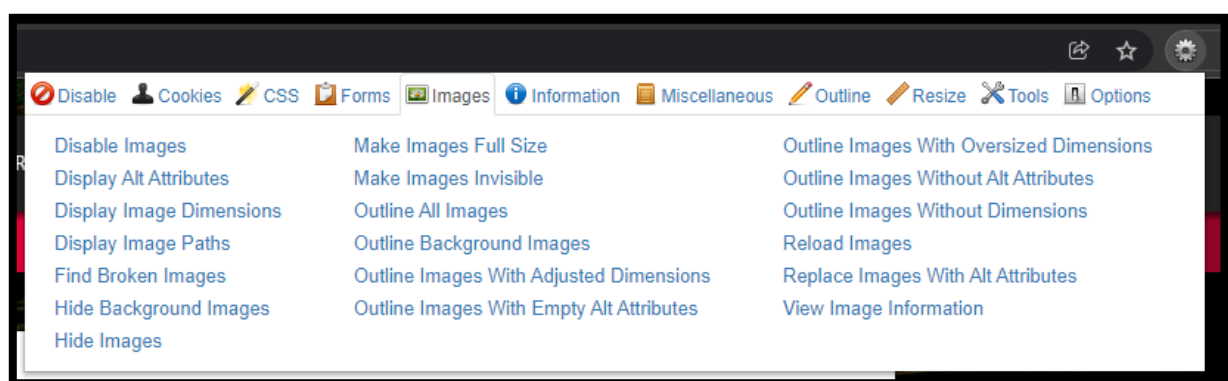 Disable Cookies CSS Forms Images Information Miscellaneous Outline Resize Tools Options
Disable Images
Display Alt Attributes
Display Image Dimensions
Display Image Paths
Find Broken Images
Hide Background Images
Hide Images
Make Images Full Size
Make Images Invisible
Outline All Images
Outline Background Images
Outline Images With Adjusted Dimensions
Outline Images With Empty Alt Attributes
Outline Images With Oversized Dimensions
Outline Images Without Alt Attributes
Outline Images Without Dimensions
Reload Images
Replace Images With Alt Attributes
View Image Information